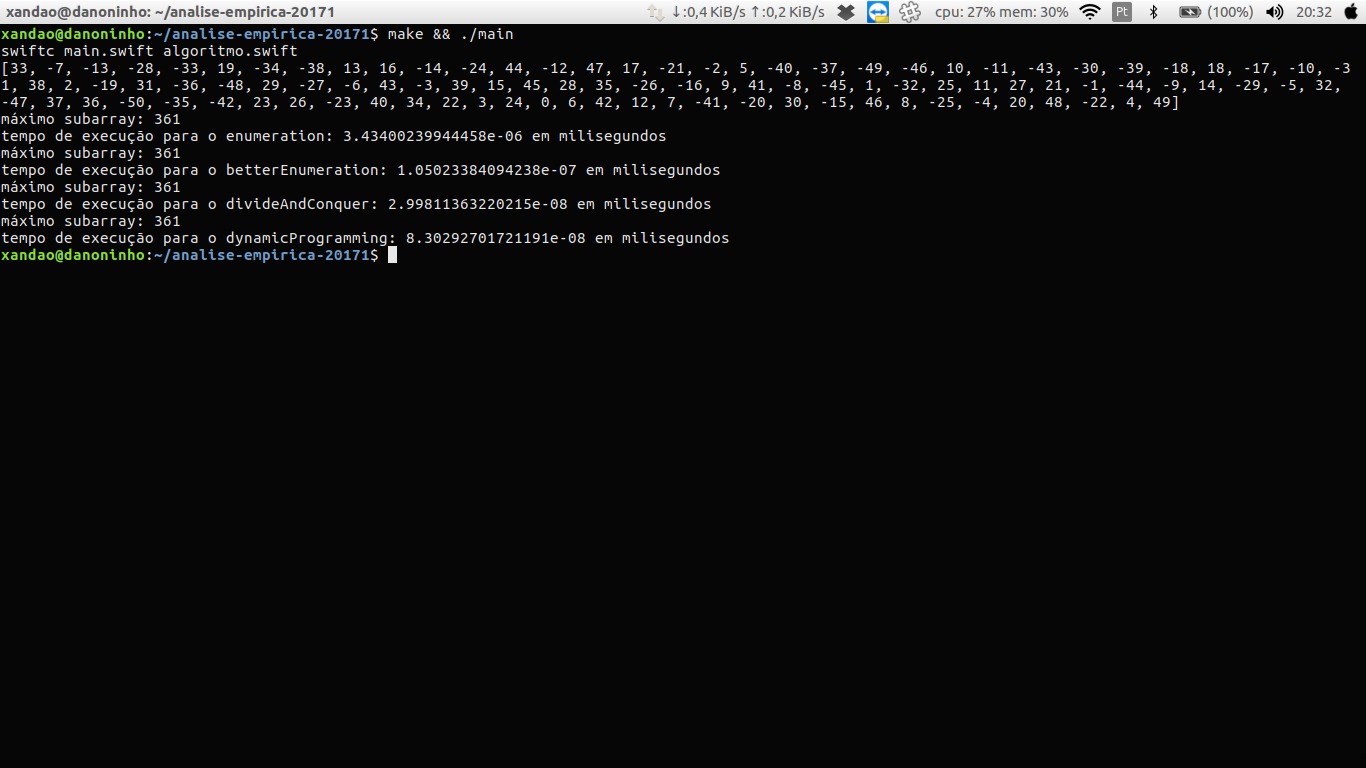 xandao@danoninho: ~/analise-empirica-20171
↓:0,4 KiB/s ↑:0,2 KiB/s cpu: 27% mem: 30% Pt (100%) 20:32
xandao@danoninho:~/analise-empirica-20171$ make && ./main
swiftc main.swift algoritmo.swift
[33, -7, -13, -28, -33, 19, -34, -38, 13, 16, -14, -24, 44, -12, 47, 17, -21, -2, 5, -40, -37, -49, -46, 10, -11, -43, -30, -39, -18, 18, -17, -10, -3
1, 38, 2, -19, 31, -36, -48, 29, -27, -6, 43, -3, 39, 15, 45, 28, 35, -26, -16, 9, 41, -8, -45, 1, -32, 25, 11, 27, 21, -1, -44, -9, 14, -29, -5, 32,
-47, 37, 36, -50, -35, -42, 23, 26, -23, 40, 34, 22, 3, 24, 0, 6, 42, 12, 7, -41, -20, 30, -15, 46, 8, -25, -4, 20, 48, -22, 4, 49]
máximo subarray: 361
tempo de execução para o enumeration: 3.43400239944458e-06 em milisegundos
máximo subarray: 361
tempo de execução para o betterEnumeration: 1.05023384094238e-07 em milisegundos
máximo subarray: 361
tempo de execução para o divideAndConquer: 2.99811363220215e-08 em milisegundos
máximo subarray: 361
tempo de execução para o dynamicProgramming: 8.30292701721191e-08 em milisegundos
xandao@danoninho:~/analise-empirica-20171$